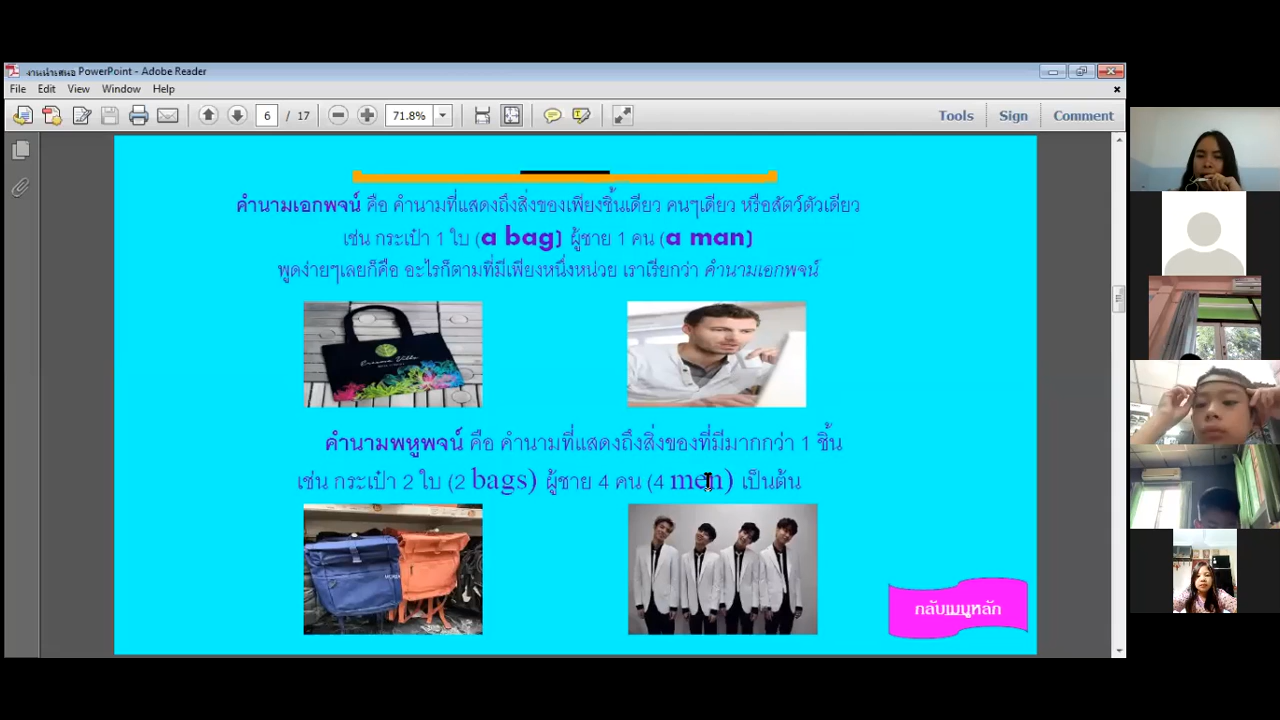 งานนำเสนอ PowerPoint - Adobe Reader
File Edit View Window Help
6 / 17 71.8% Tools Sign Comment
คำนามเอกพจน์ คือ คำนามที่แสดงถึงสิ่งของเพียงชิ้นเดียว คนๆเดียว หรือสัตว์ตัวเดียว
เช่น กระเป๋า 1 ใบ (a bag) ผู้ชาย 1 คน (a man)
พูดง่ายๆเลยก็คือ อะไรก็ตามที่มีเพียงหนึ่งหน่วย เราเรียกว่า คำนามเอกพจน์
คำนามพหูพจน์ คือ คำนามที่แสดงถึงสิ่งของที่มีมากกว่า 1 ชิ้น
เช่น กระเป๋า 2 ใบ (2 bags) ผู้ชาย 4 คน (4 men) เป็นต้น
กลับเมนูหลัก